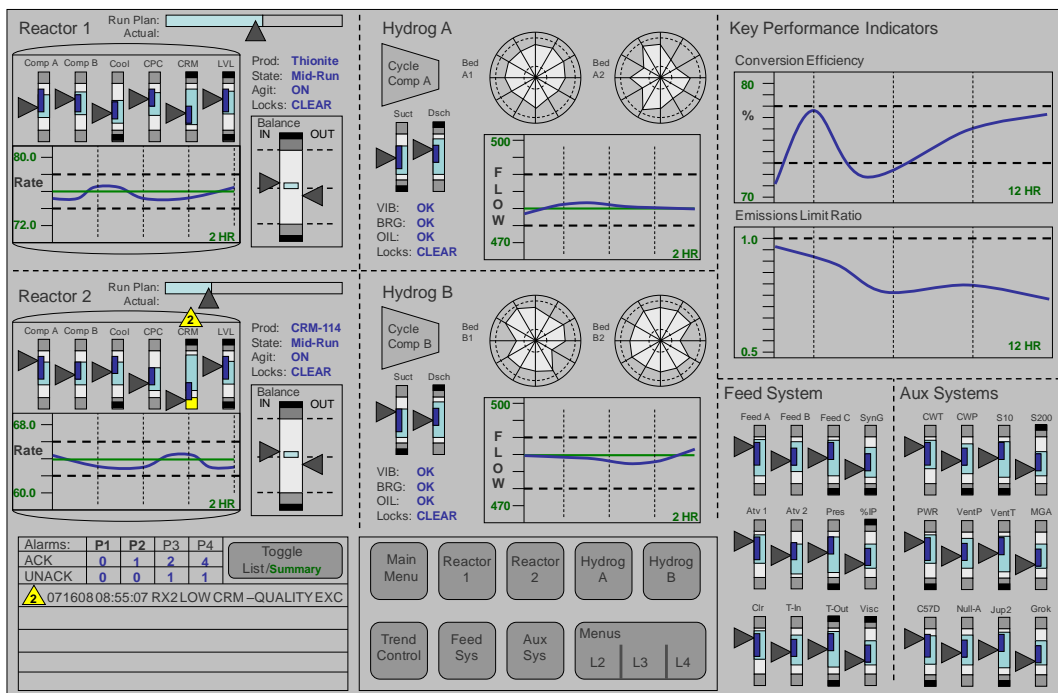 Reactor 1
Run Plan:
Actual:
Comp A Comp B Cool CPC CRM LVL
Prod: Thionite
State: Mid-Run
Agit: ON
Locks: CLEAR
Balance
IN OUT
80.0
Rate
72.0
2 HR
Hydrog A
Cycle
Comp A
Bed
A1
Bed
A2
Suct Dsch
VIB: OK
BRG: OK
OIL: OK
Locks: CLEAR
500
FLOW
470
2 HR
Key Performance Indicators
Conversion Efficiency
80
%
70
12 HR
Emissions Limit Ratio
1.0
0.5
12 HR
Reactor 2
Run Plan:
Actual:
2
Comp A Comp B Cool CPC CRM LVL
Prod: CRM-114
State: Mid-Run
Agit: ON
Locks: CLEAR
Balance
IN OUT
68.0
Rate
60.0
2 HR
Hydrog B
Cycle
Comp B
Bed
B1
Bed
B2
Suct Dsch
VIB: OK
BRG: OK
OIL: OK
Locks: CLEAR
500
FLOW
470
2 HR
Feed System
Feed A Feed B Feed C SynG
Atv 1 Atv 2 Pres %IP
Clr T-In T-Out Visc
Aux Systems
CWT CWP S10 S200
PWR VentP VentT MGA
C57D Null-A Jup2 Grok
Alarms: P1 P2 P3 P4
ACK 0 1 2 4
UNACK 0 0 1 1
Toggle
List/Summary
2 071608 08:55:07 RX2 LOW CRM –QUALITY EXC
Main
Menu
Reactor
1
Reactor
2
Hydrog
A
Hydrog
B
Trend
Control
Feed
Sys
Aux
Sys
Menus
L2 L3 L4